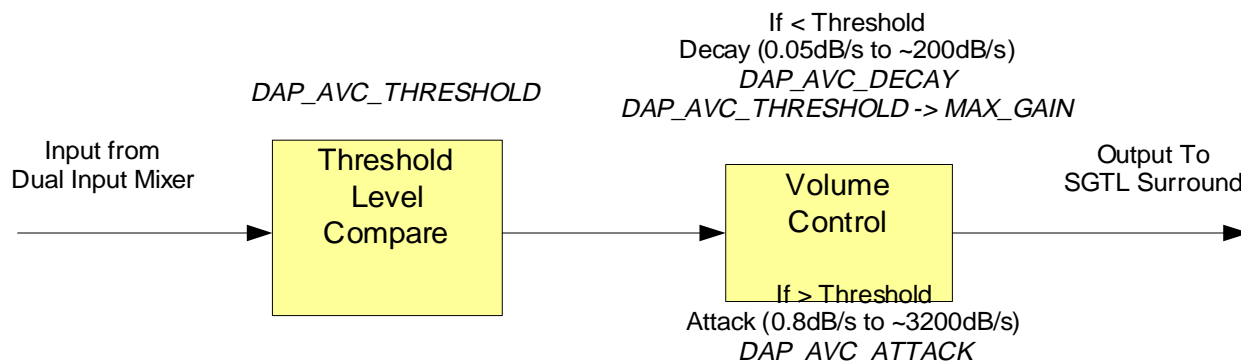 If < Threshold
Decay (0.05dB/s to ~200dB/s)
DAP_AVC_DECAY
DAP_AVC_THRESHOLD -> MAX_GAIN
DAP_AVC_THRESHOLD
Input from
Dual Input Mixer
Threshold
Level
Compare
Volume
Control
Output To
SGTL Surround
If > Threshold
Attack (0.8dB/s to ~3200dB/s)
DAP_AVC_ATTACK